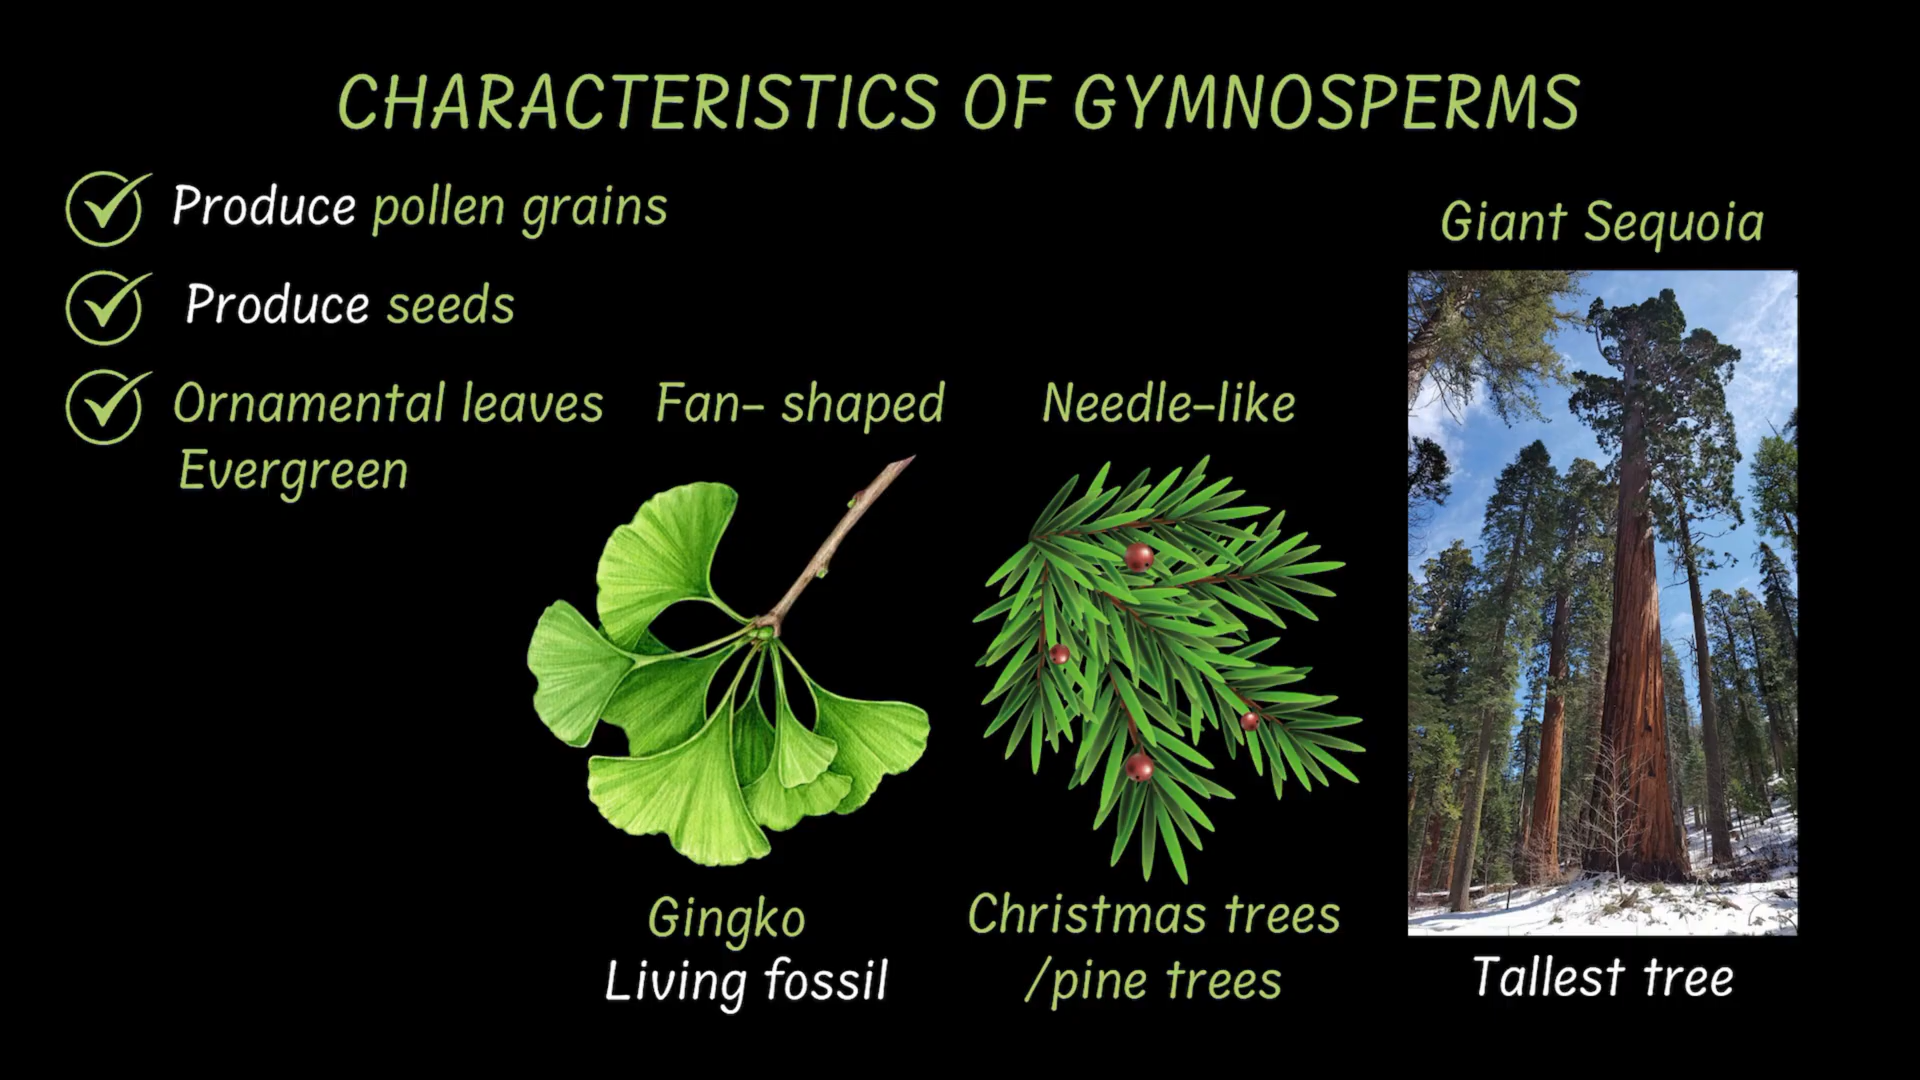 CHARACTERISTICS OF GYMNOSPERMS
Produce pollen grains
Produce seeds
Ornamental leaves
Evergreen
Fan- shaped
Gingko
Living fossil
Needle-like
Christmas trees
/pine trees
Giant Sequoia
Tallest tree